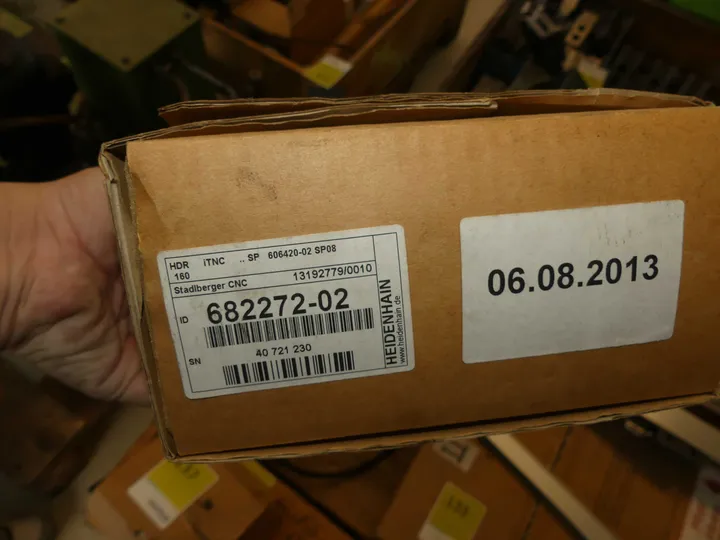 HDR iTNC .. SP 606420-02 SP08
160
Stadlberger CNC 13192779/0010
ID 682272-02
SN 40 721 230
HEIDENHAIN
www.heidenhain.de
06.08.2013